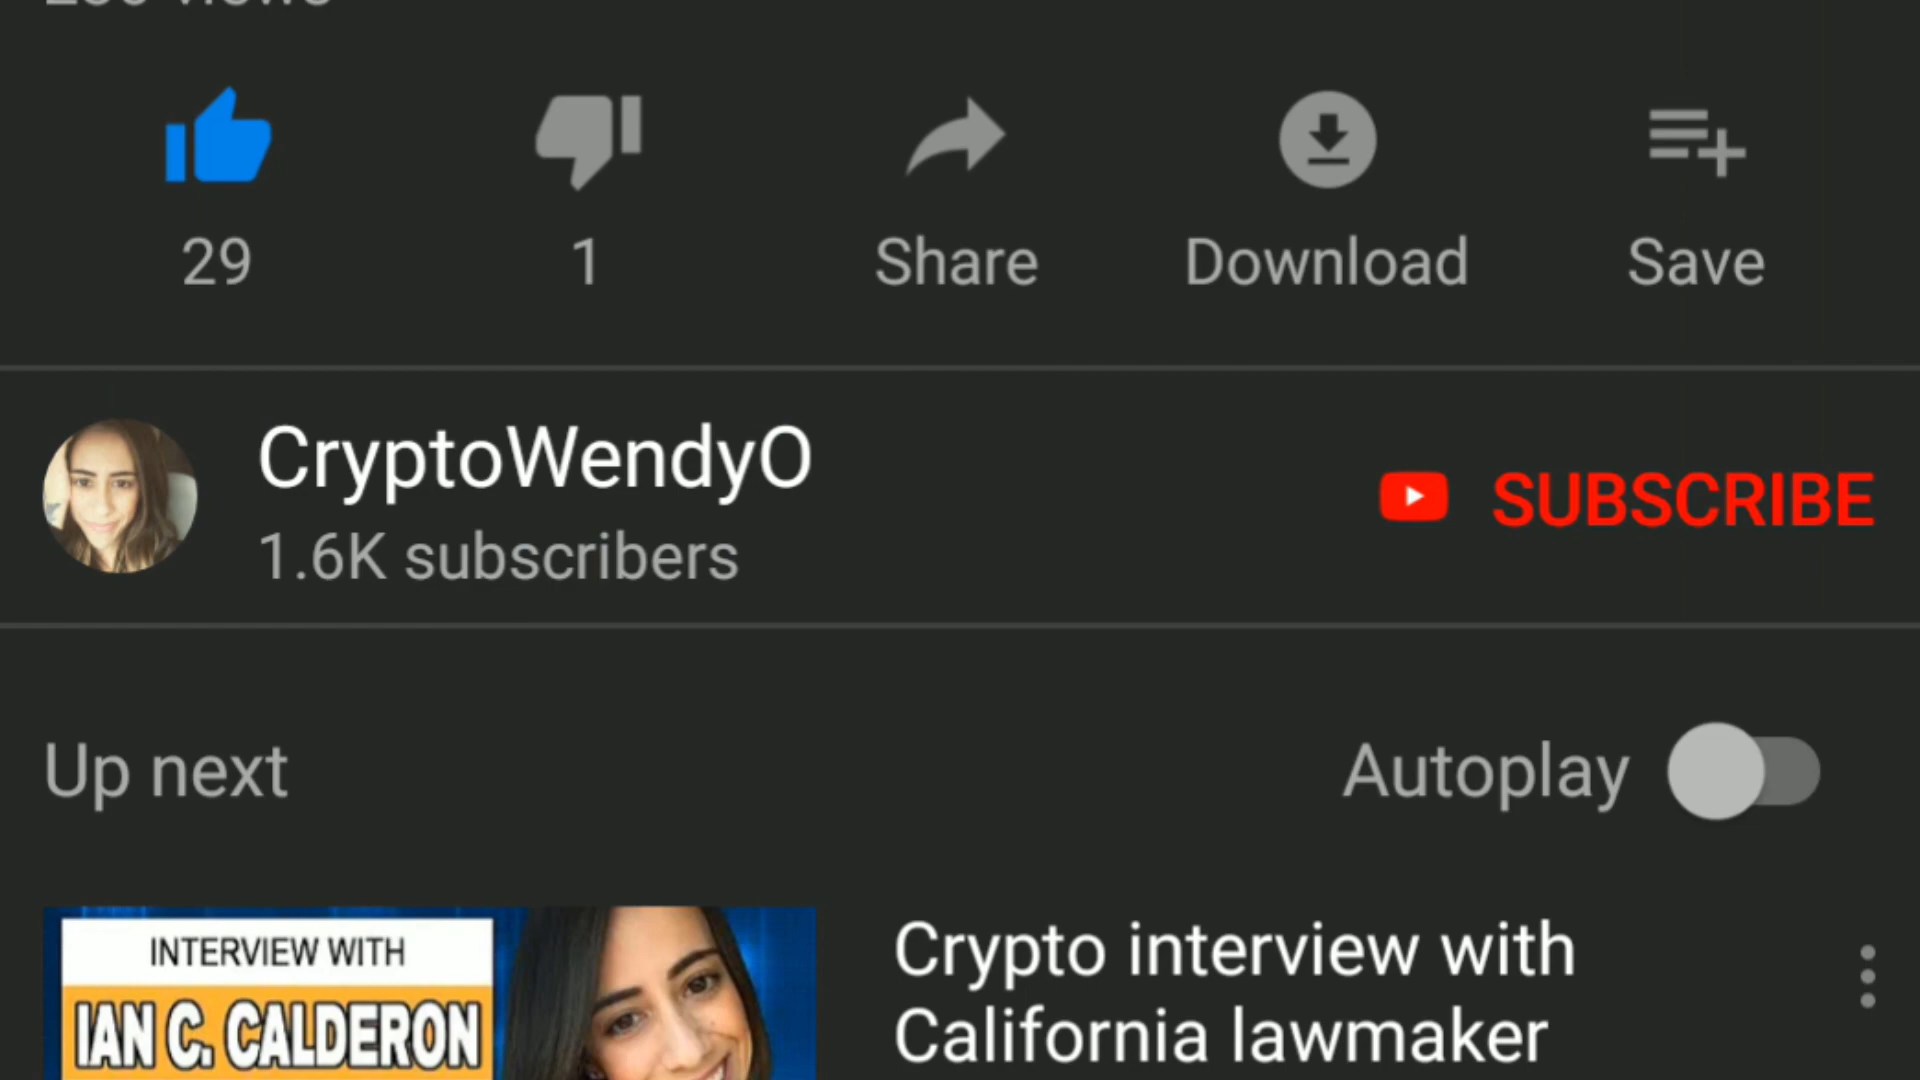 29
1
Share
Download
Save
CryptoWendyO
1.6K subscribers
SUBSCRIBE
Up next
Autoplay
INTERVIEW WITH
IAN C. CALDERON
Crypto interview with
California lawmaker